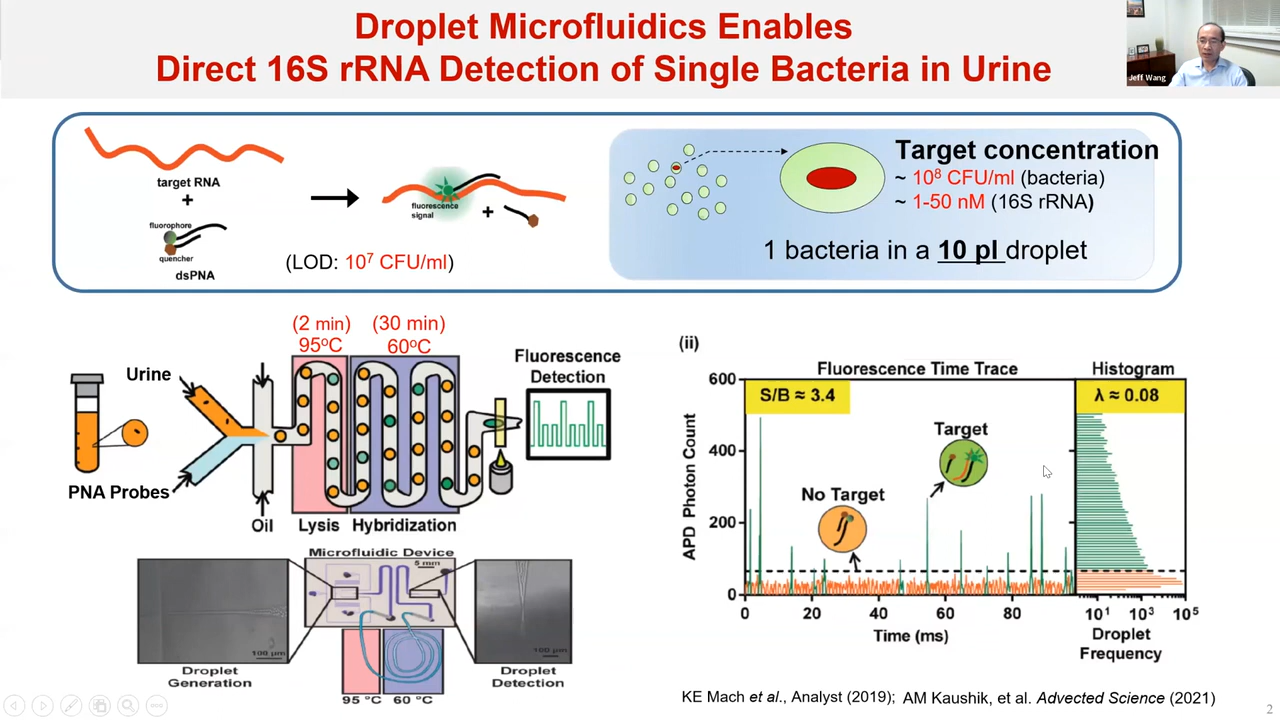 Droplet Microfluidics Enables
Direct 16S rRNA Detection of Single Bacteria in Urine
Jeff Wang
target RNA
+
fluorophore
quencher
dsPNA
fluorescence
signal
+
(LOD: 10⁷ CFU/ml)
Target concentration
~ 10⁸ CFU/ml (bacteria)
~ 1-50 nM (16S rRNA)
1 bacteria in a 10 pl droplet
(2 min) (30 min)
95ºC 60ºC
Urine
PNA Probes
Oil
Lysis
Hybridization
Fluorescence
Detection
Microfluidic Device
5 mm
100 µm
100 µm
Droplet
Generation
95 °C 60 °C
Droplet
Detection
(ii)
Fluorescence Time Trace
Histogram
S/B ≈ 3.4
λ ≈ 0.08
600
400
200
0
APD Photon Count
Target
No Target
0 20 40 60 80
Time (ms)
10¹ 10³ 10⁵
Droplet
Frequency
KE Mach et al., Analyst (2019); AM Kaushik, et al. Advected Science (2021)
2